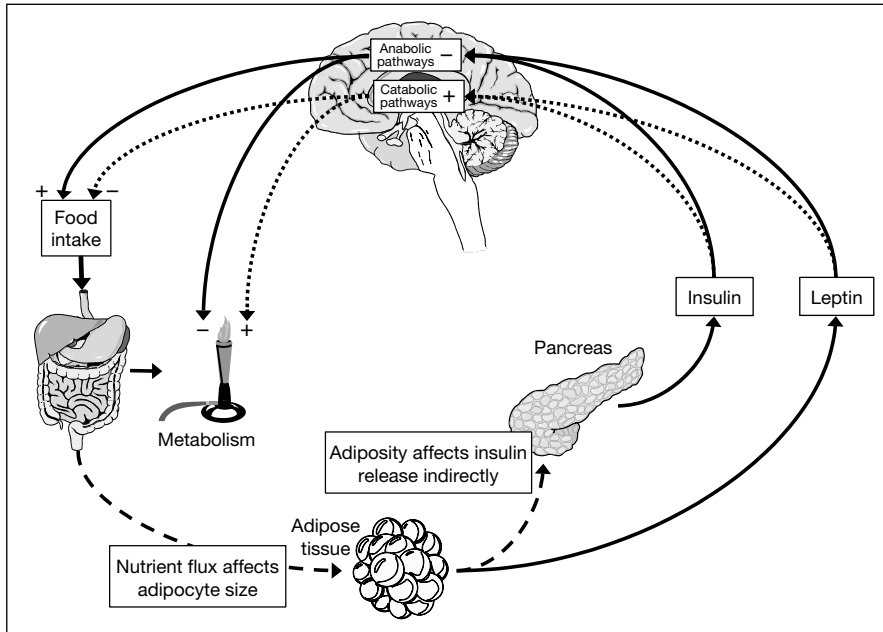 Anabolic
pathways −
Catabolic
pathways +
+ −
Food
intake
− +
Metabolism
Insulin
Leptin
Pancreas
Adiposity affects insulin
release indirectly
Adipose
tissue
Nutrient flux affects
adipocyte size